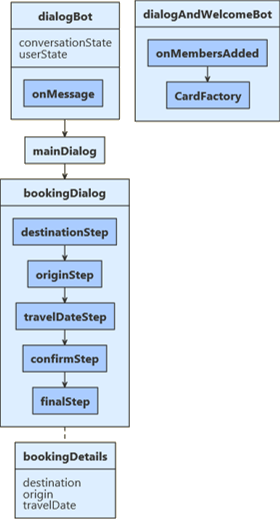 dialogBot
conversationState
userState
onMessage
mainDialog
bookingDialog
destinationStep
originStep
travelDateStep
confirmStep
finalStep
bookingDetails
destination
origin
travelDate
dialogAndWelcomeBot
onMembersAdded
CardFactory